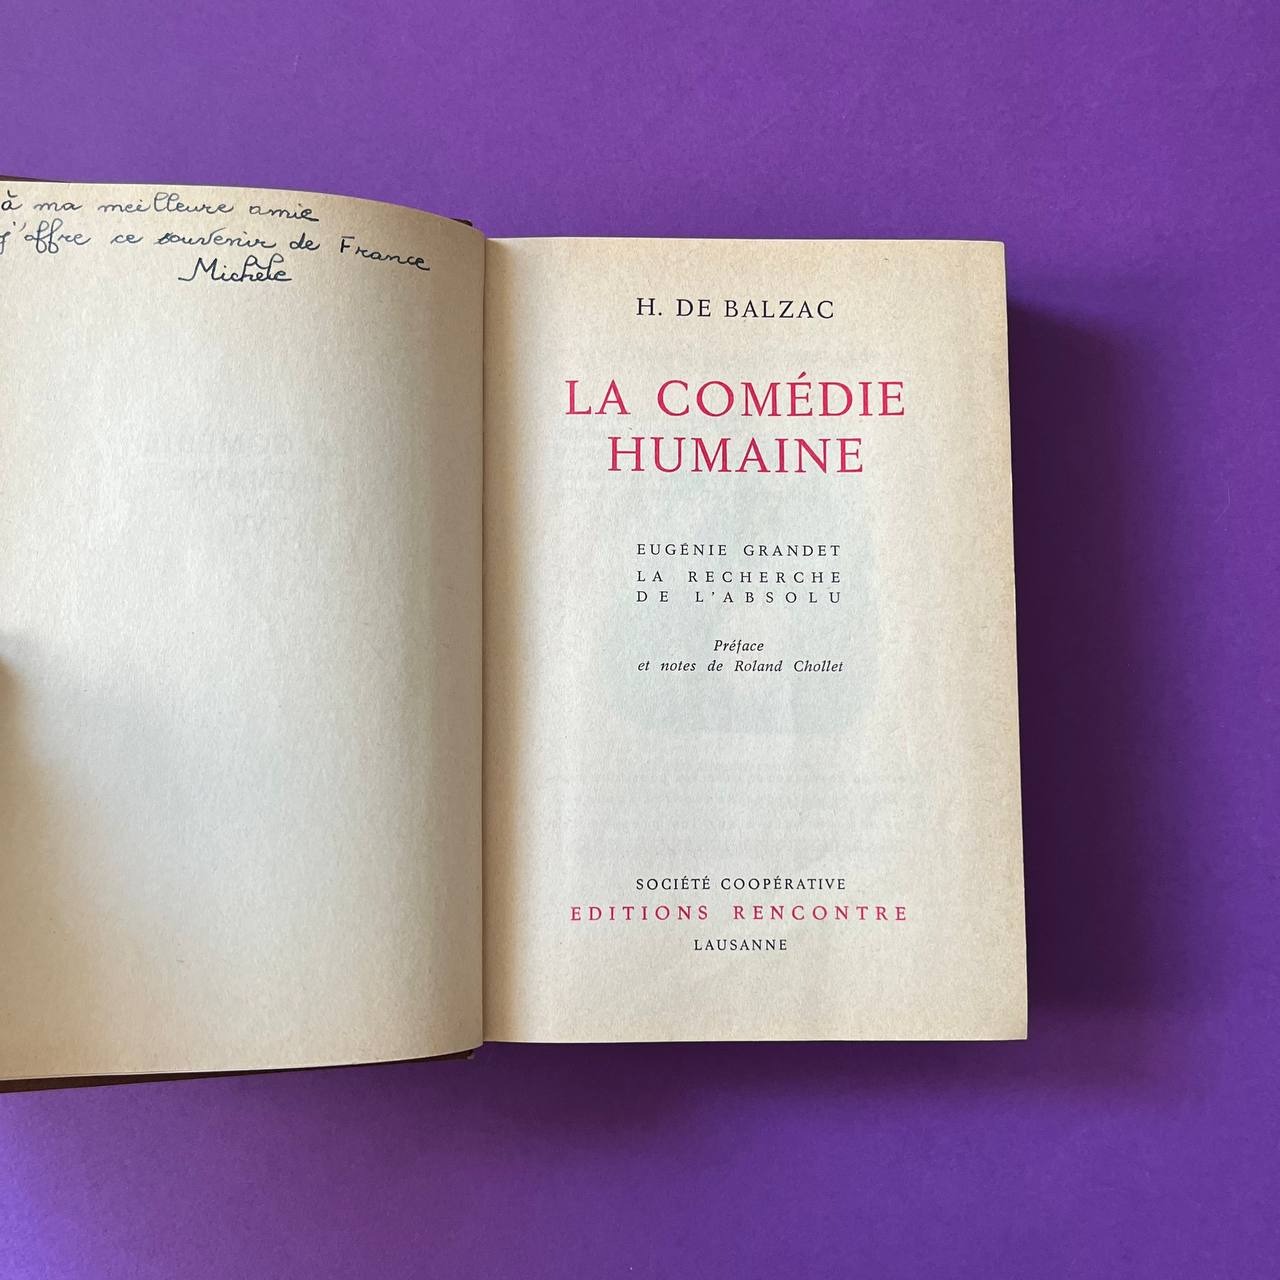 à ma meilleure amie
j'offre ce souvenir de France
Michèle
H. DE BALZAC
LA COMÉDIE
HUMAINE
EUGÉNIE GRANDET
LA RECHERCHE
DE L'ABSOLU
Préface
et notes de Roland Chollet
SOCIÉTÉ COOPÉRATIVE
EDITIONS RENCONTRE
LAUSANNE